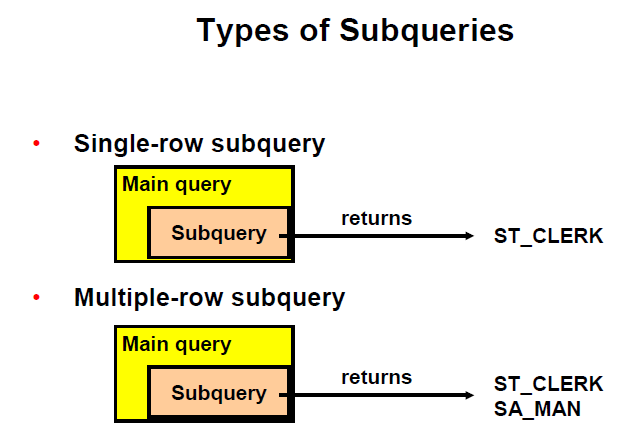 Types of Subqueries
• Single-row subquery
Main query
Subquery
returns
ST_CLERK
• Multiple-row subquery
Main query
Subquery
returns
ST_CLERK
SA_MAN